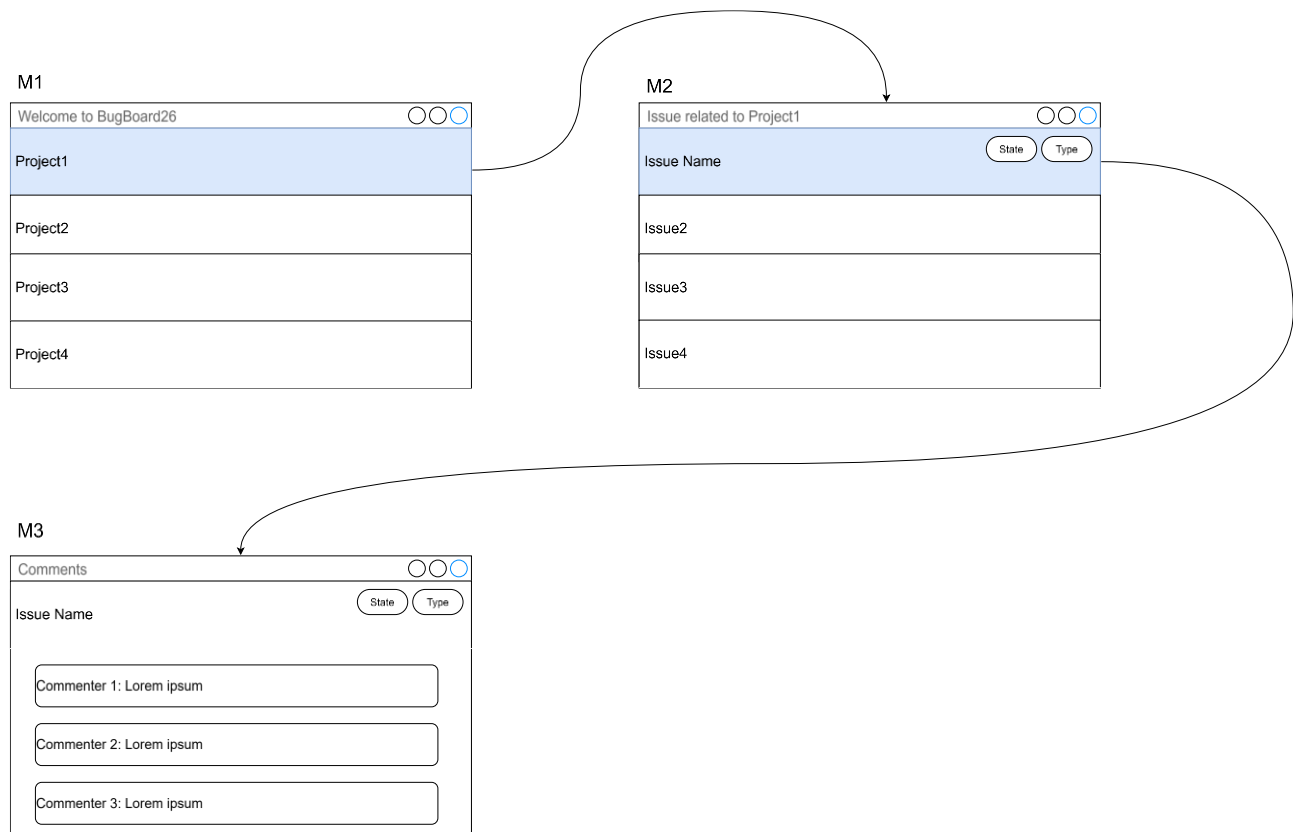 M1
Welcome to BugBoard26
Project1
Project2
Project3
Project4
M2
Issue related to Project1
Issue Name
State
Type
Issue2
Issue3
Issue4
M3
Comments
Issue Name
State
Type
Commenter 1: Lorem ipsum
Commenter 2: Lorem ipsum
Commenter 3: Lorem ipsum